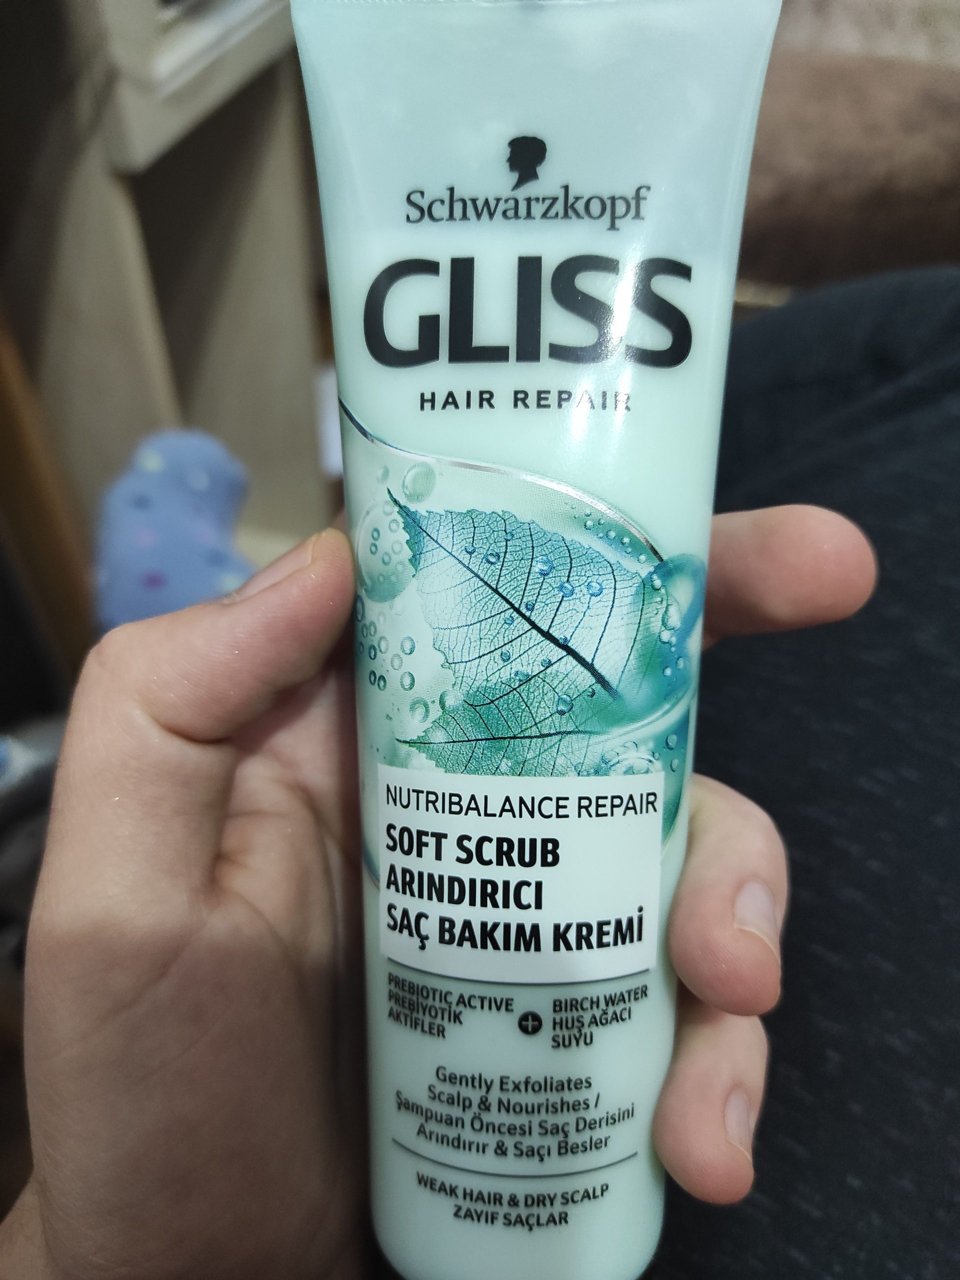 Schwarzkopf
GLISS
HAIR REPAIR
NUTRIBALANCE REPAIR
SOFT SCRUB
ARINDIRICI
SAÇ BAKIM KREMİ
PREBIOTIC ACTIVE
PREBİYOTİK
AKTİFLER
+
BIRCH WATER
HUŞ AĞACI
SUYU
Gently Exfoliates
Scalp & Nourishes /
Şampuan Öncesi Saç Derisini
Arındırır & Saçı Besler
WEAK HAIR & DRY SCALP
ZAYIF SAÇLAR